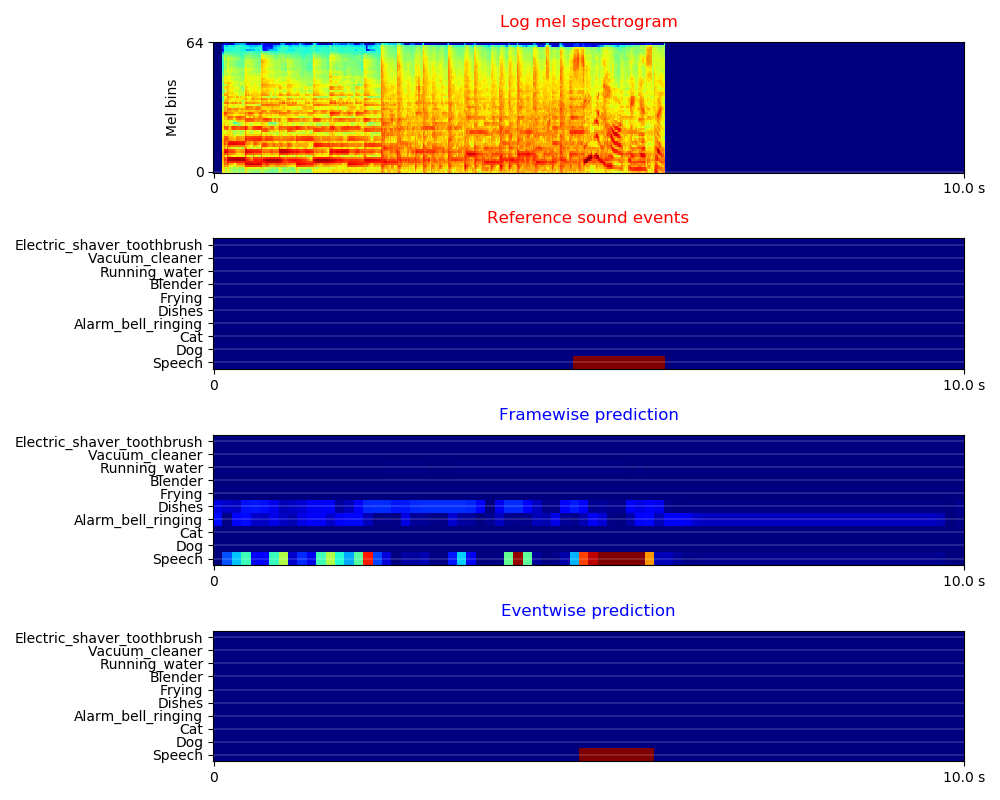 Log mel spectrogram
64
Mel bins
0
0
10.0 s
Reference sound events
Electric_shaver_toothbrush
Vacuum_cleaner
Running_water
Blender
Frying
Dishes
Alarm_bell_ringing
Cat
Dog
Speech
0
10.0 s
Framewise prediction
Electric_shaver_toothbrush
Vacuum_cleaner
Running_water
Blender
Frying
Dishes
Alarm_bell_ringing
Cat
Dog
Speech
0
10.0 s
Eventwise prediction
Electric_shaver_toothbrush
Vacuum_cleaner
Running_water
Blender
Frying
Dishes
Alarm_bell_ringing
Cat
Dog
Speech
0
10.0 s